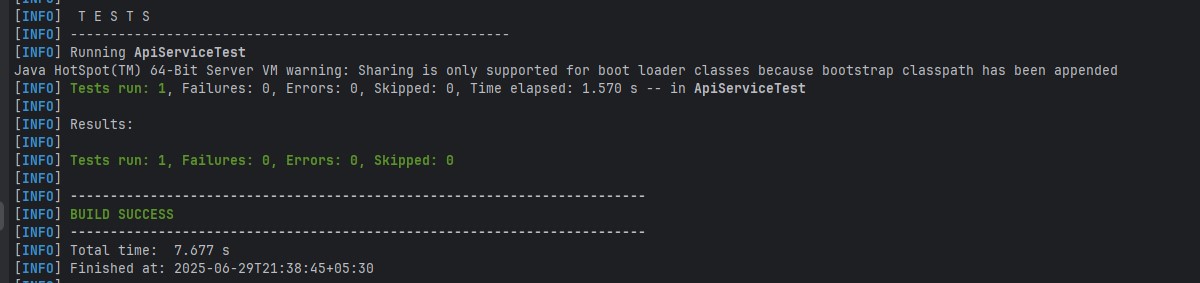 [INFO]  T E S T S
[INFO] -------------------------------------------------------
[INFO] Running ApiServiceTest
Java HotSpot(TM) 64-Bit Server VM warning: Sharing is only supported for boot loader classes because bootstrap classpath has been appended
[INFO] Tests run: 1, Failures: 0, Errors: 0, Skipped: 0, Time elapsed: 1.570 s -- in ApiServiceTest
[INFO]
[INFO] Results:
[INFO]
[INFO] Tests run: 1, Failures: 0, Errors: 0, Skipped: 0
[INFO]
[INFO] ------------------------------------------------------------------------
[INFO] BUILD SUCCESS
[INFO] ------------------------------------------------------------------------
[INFO] Total time:  7.677 s
[INFO] Finished at: 2025-06-29T21:38:45+05:30